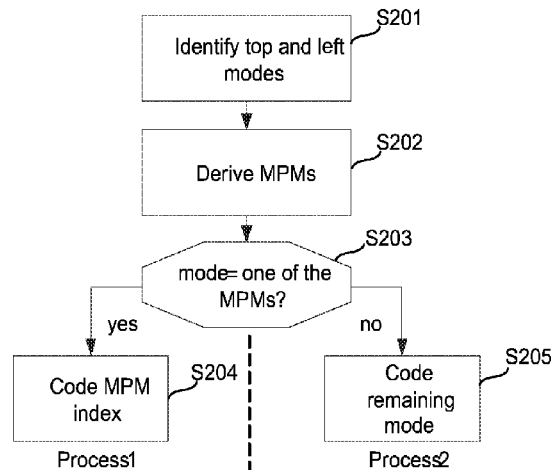 S201
Identify top and left
modes
S202
Derive MPMs
S203
mode= one of the
MPMs?
yes
no
S204
Code MPM
index
S205
Code
remaining
mode
Process1
Process2